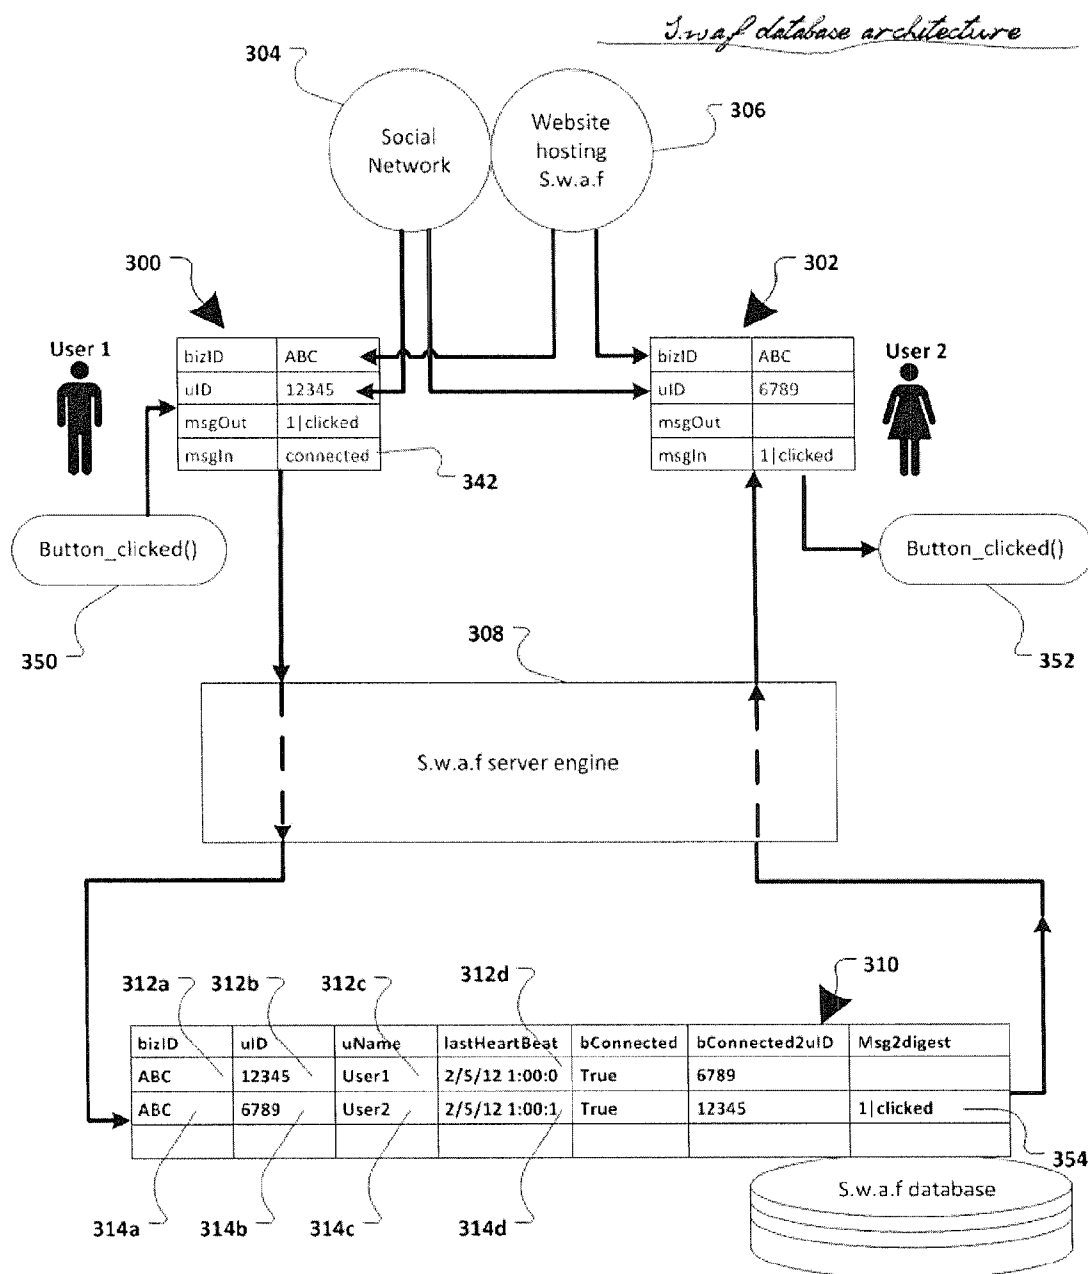 S.w.a.f database architecture
304
Social
Network
Website
hosting
S.w.a.f
306
300
302
User 1
bizID ABC
uID 12345
msgOut 1|clicked
msgIn connected
342
bizID ABC
uID 6789
msgOut
msgIn 1|clicked
User 2
Button_clicked()
350
Button_clicked()
352
308
S.w.a.f server engine
310
312a 312b 312c 312d
bizID uID uName lastHeartBeat bConnected bConnected2uID Msg2digest
ABC 12345 User1 2/5/12 1:00:0 True 6789
ABC 6789 User2 2/5/12 1:00:1 True 12345 1|clicked
354
314a 314b 314c 314d
S.w.a.f database